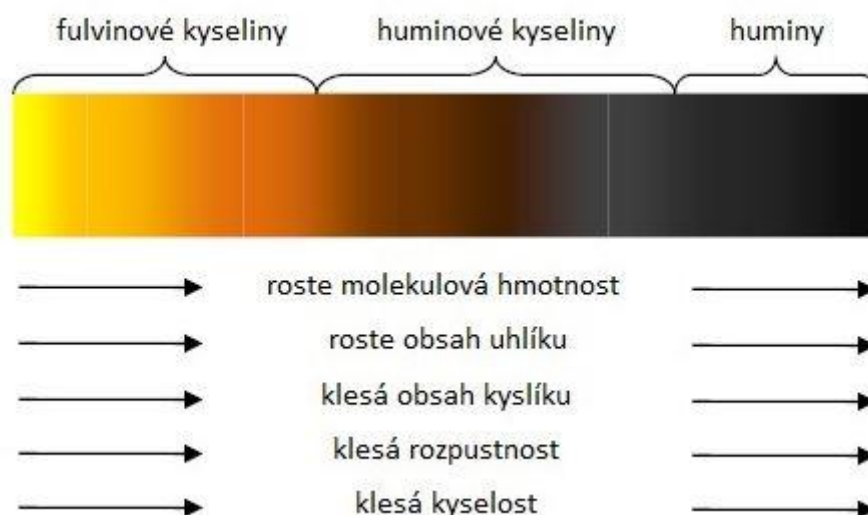 fulvinové kyseliny huminové kyseliny huminy
roste molekulová hmotnost
roste obsah uhlíku
klesá obsah kyslíku
klesá rozpustnost
klesá kyselost